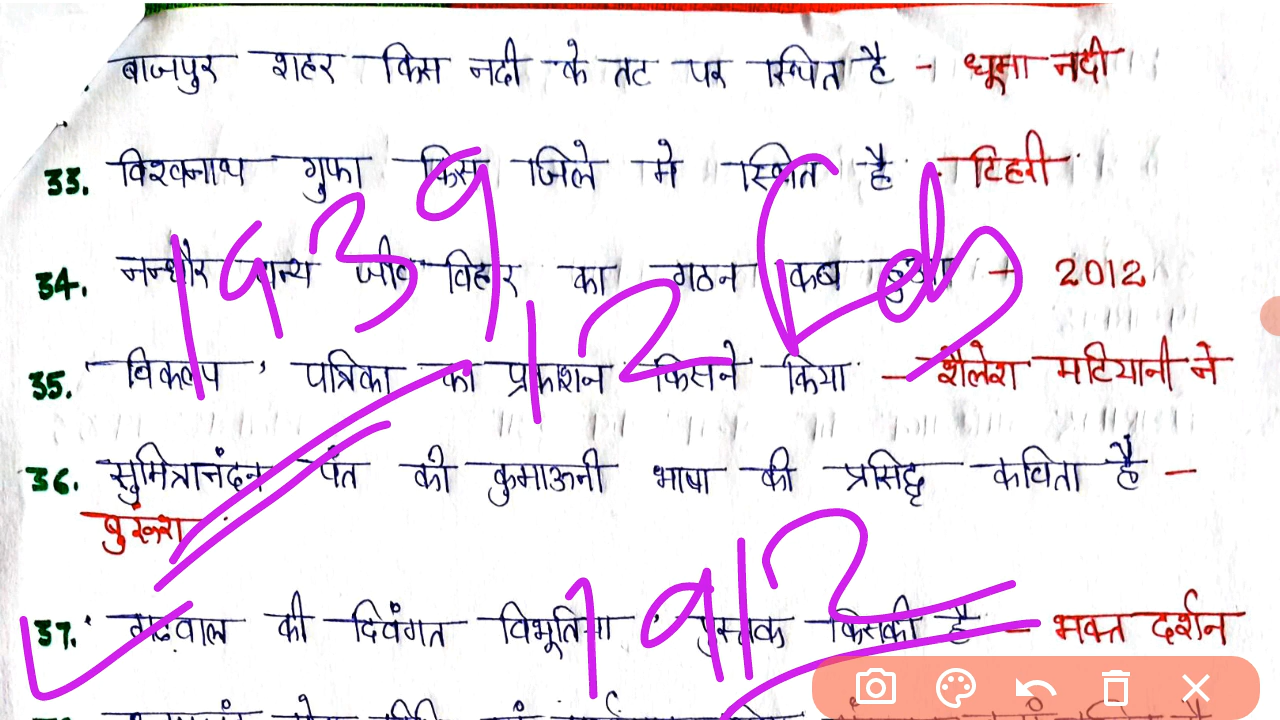 बाजपुर शहर किस नदी के तट पर स्थित है - धूसा नदी
33. विश्वनाथ गुफा किस जिले मे स्थित है - टिहरी
34. नन्धौर वन्य जीव विहार का गठन कब हुआ - 2012
35. 'विकल्प' पत्रिका का प्रकाशन किसने किया - शैलेश मटियानी ने
36. सुमित्रानंदन पंत की कुमाऊनी भाषा की प्रसिद्ध कविता है -
बुरूश
37. 'गढ़वाल की दिवंगत विभूतियाँ' पुस्तक किसकी है - भक्त दर्शन
1939
12 Feb
1912